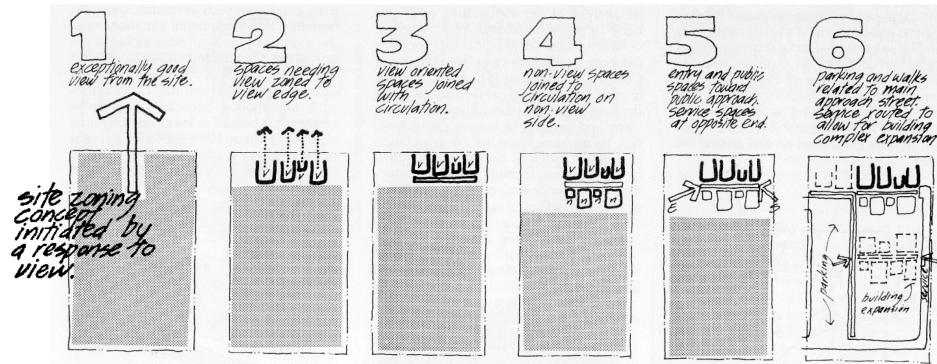 1
exceptionally good
view from the site.
site zoning
concept
initiated by
a response to
view.
2
spaces needing
view zoned to
view edge.
3
view oriented
spaces joined
with
circulation.
4
non-view spaces
joined to
circulation, on
non-view
side.
5
entry and public
spaces toward
public approach.
service spaces
at opposite end.
E
S
6
parking and walks
related to main
approach street.
service routed to
allow for building
complex expansion
parking
building
expansion
service